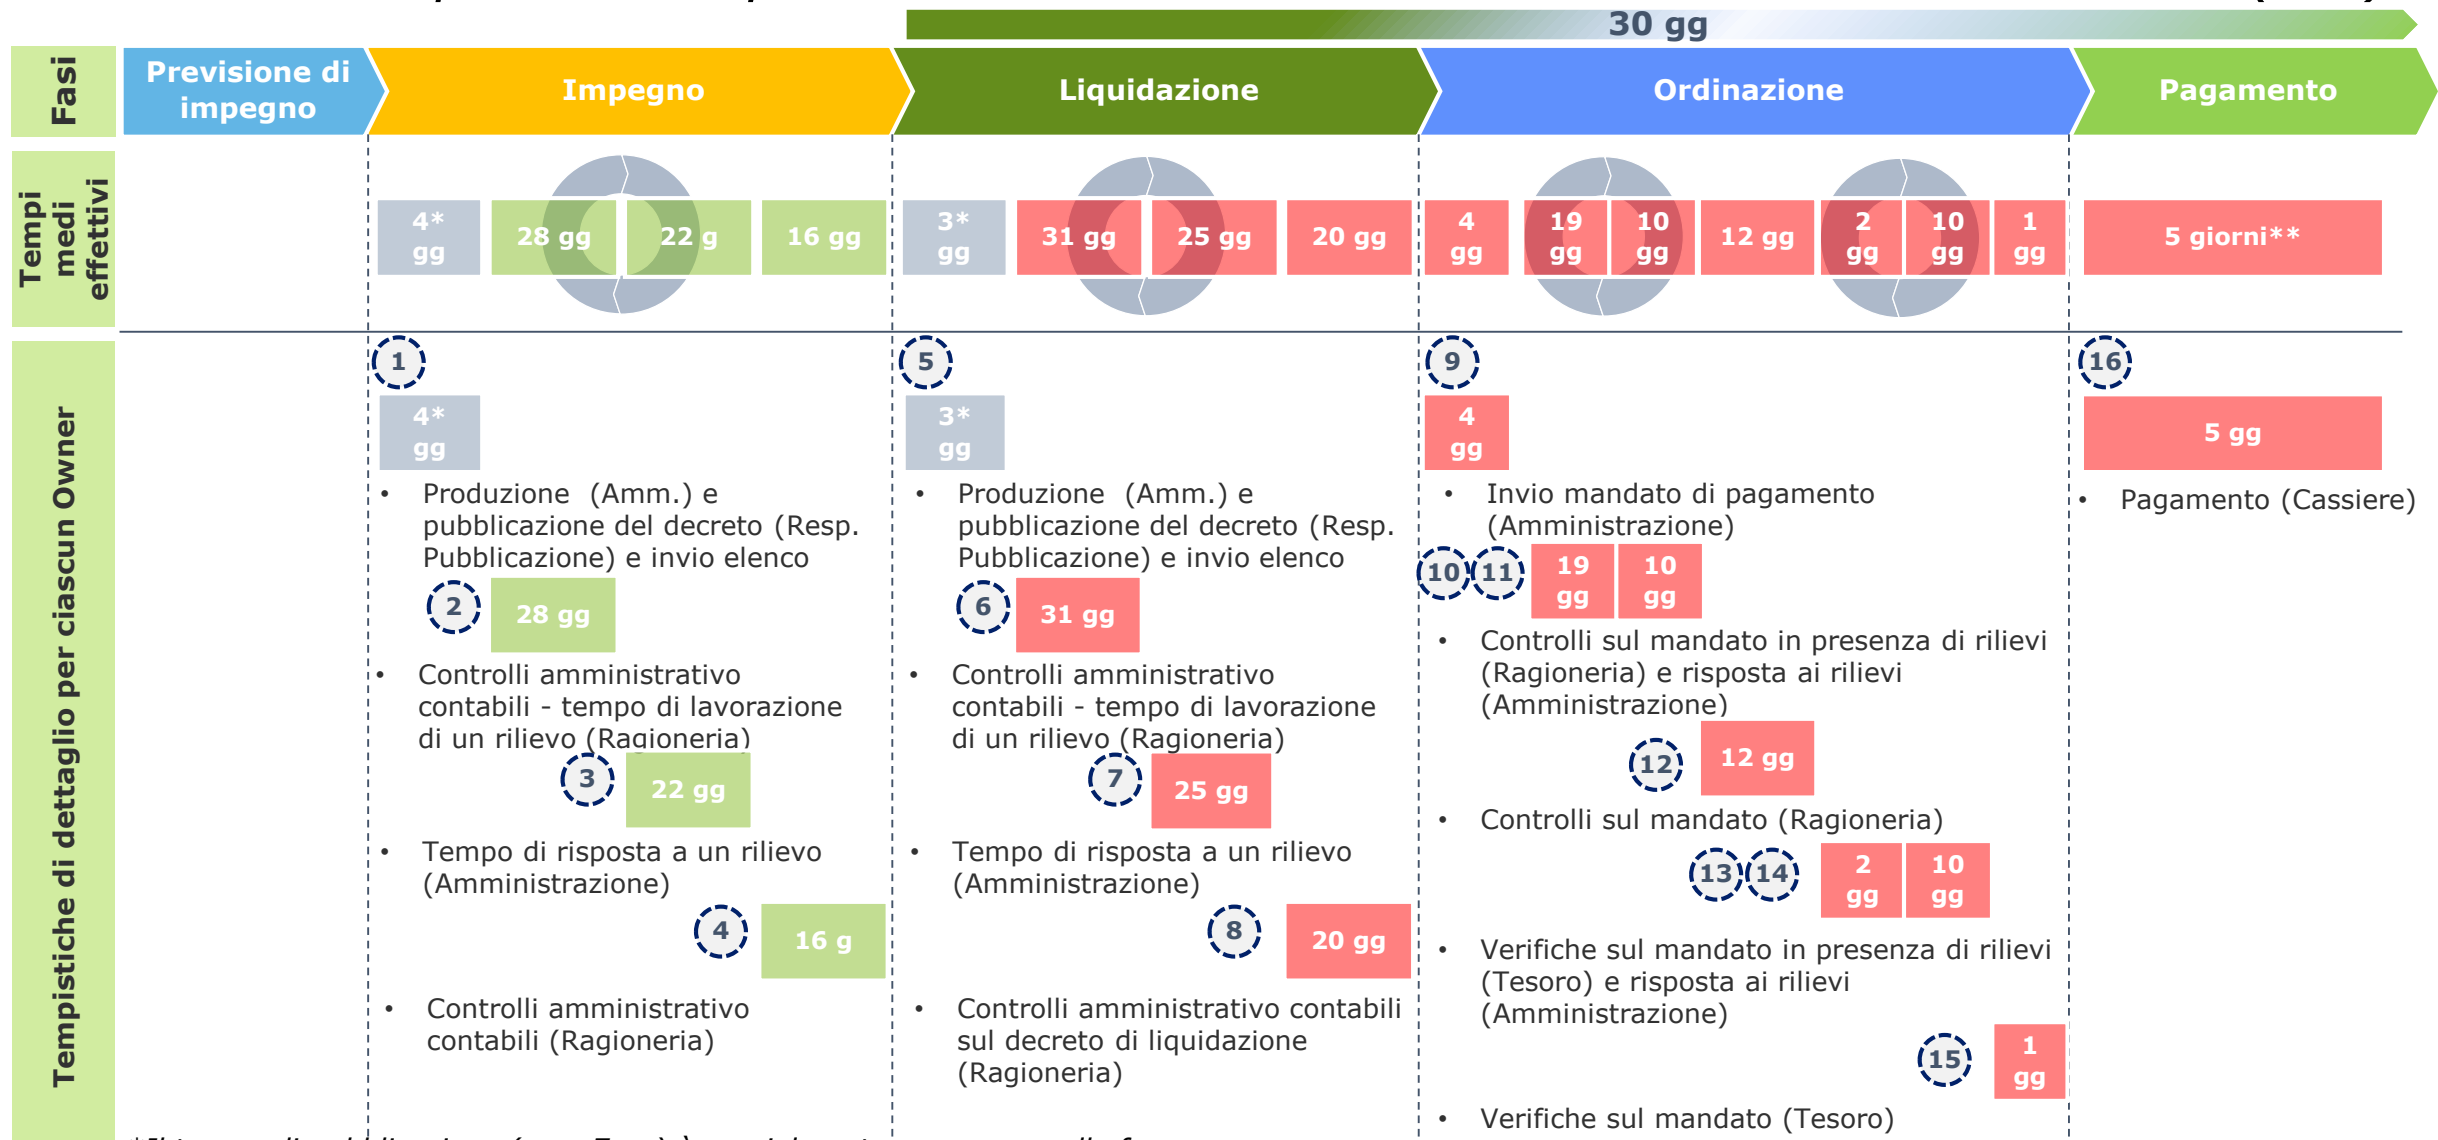 30 gg
Fasi
Previsione di
impegno
Impegno
Liquidazione
Ordinazione
Pagamento
Tempi
medi
effettivi
4*
gg
28 gg
22 g
16 gg
3*
gg
31 gg
25 gg
20 gg
4
gg
19
gg
10
gg
12 gg
2
gg
10
gg
1
gg
5 giorni**
Tempistiche di dettaglio per ciascun Owner
1
4*
gg
• Produzione (Amm.) e
pubblicazione del decreto (Resp.
Pubblicazione) e invio elenco
2
28 gg
• Controlli amministrativo
contabili - tempo di lavorazione
di un rilievo (Ragioneria)
3
22 gg
• Tempo di risposta a un rilievo
(Amministrazione)
4
16 g
• Controlli amministrativo
contabili (Ragioneria)
5
3*
gg
• Produzione (Amm.) e
pubblicazione del decreto (Resp.
Pubblicazione) e invio elenco
6
31 gg
• Controlli amministrativo
contabili - tempo di lavorazione
di un rilievo (Ragioneria)
7
25 gg
• Tempo di risposta a un rilievo
(Amministrazione)
8
20 gg
• Controlli amministrativo contabili
sul decreto di liquidazione
(Ragioneria)
9
4
gg
• Invio mandato di pagamento
(Amministrazione)
10 11
19
gg
10
gg
• Controlli sul mandato in presenza di rilievi
(Ragioneria) e risposta ai rilievi
(Amministrazione)
12
12 gg
• Controlli sul mandato (Ragioneria)
13 14
2
gg
10
gg
• Verifiche sul mandato in presenza di rilievi
(Tesoro) e risposta ai rilievi
(Amministrazione)
15
1
gg
• Verifiche sul mandato (Tesoro)
16
5 gg
• Pagamento (Cassiere)